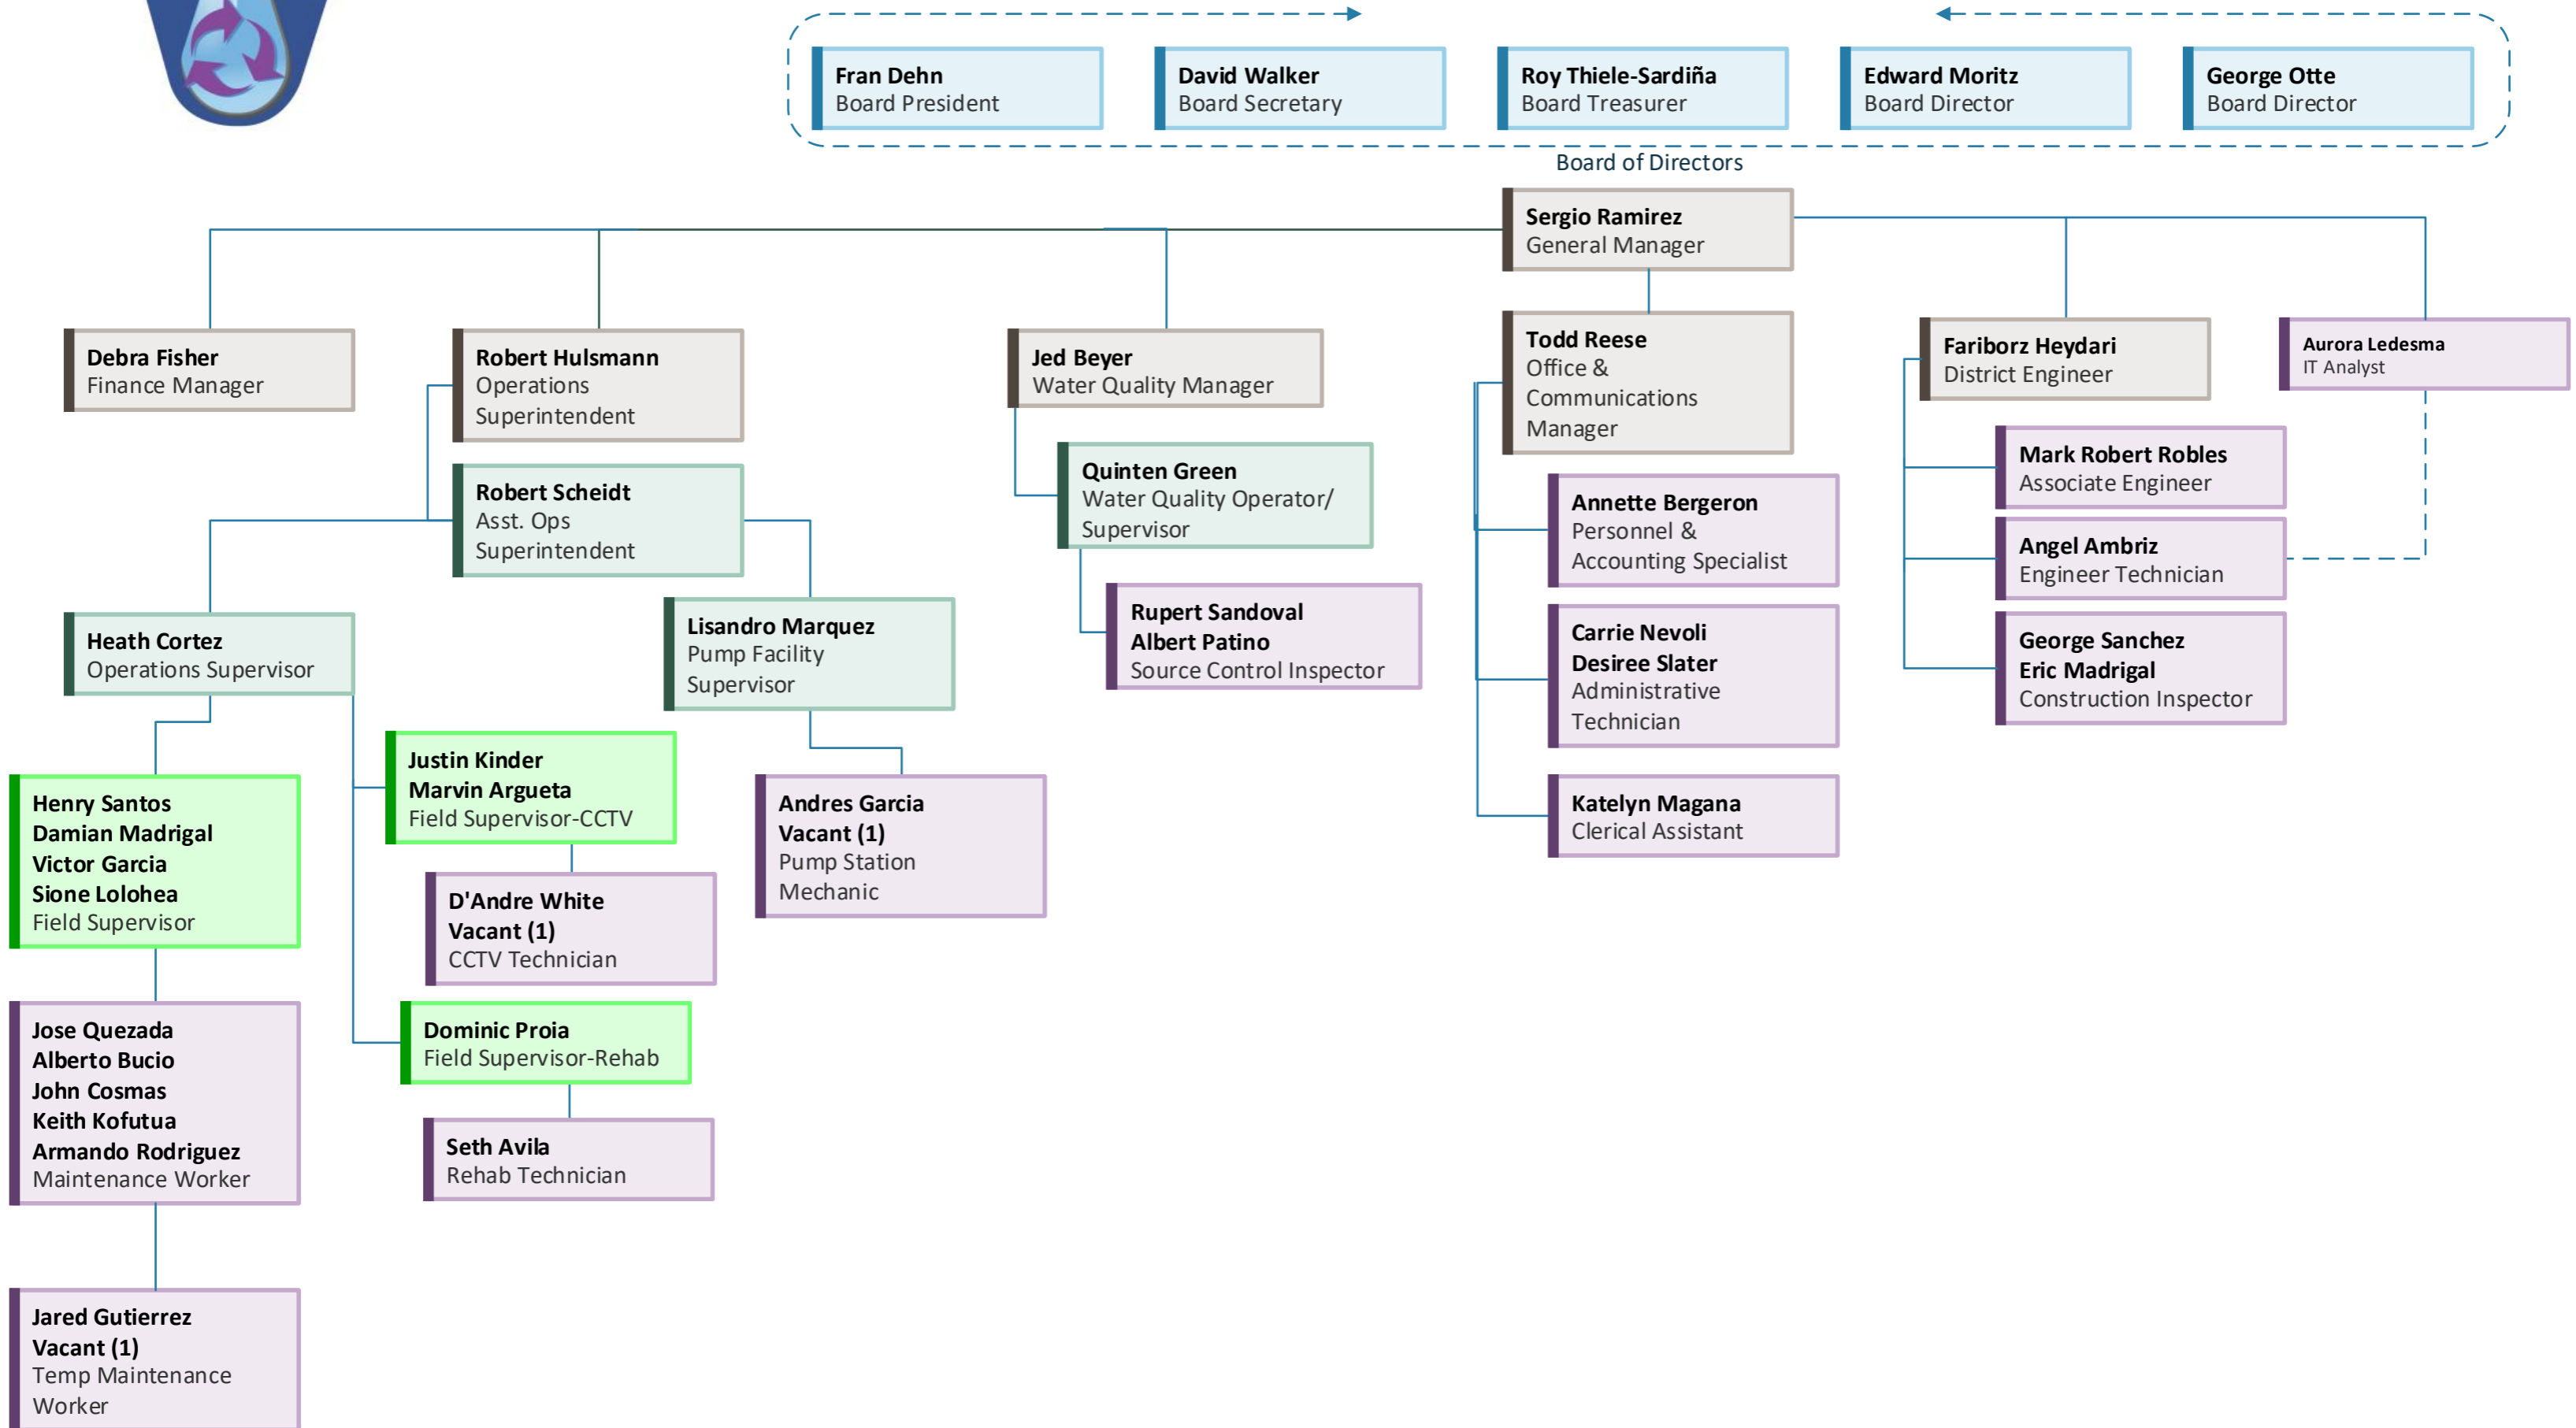 Fran Dehn
Board President
David Walker
Board Secretary
Roy Thiele-Sardiña
Board Treasurer
Edward Moritz
Board Director
George Otte
Board Director
Board of Directors
Sergio Ramirez
General Manager
Debra Fisher
Finance Manager
Robert Hulsmann
Operations
Superintendent
Jed Beyer
Water Quality Manager
Todd Reese
Office &
Communications
Manager
Fariborz Heydari
District Engineer
Aurora Ledesma
IT Analyst
Robert Scheidt
Asst. Ops
Superintendent
Quinten Green
Water Quality Operator/
Supervisor
Annette Bergeron
Personnel &
Accounting Specialist
Mark Robert Robles
Associate Engineer
Angel Ambriz
Engineer Technician
Heath Cortez
Operations Supervisor
Lisandro Marquez
Pump Facility
Supervisor
Rupert Sandoval
Albert Patino
Source Control Inspector
Carrie Nevoli
Desiree Slater
Administrative
Technician
George Sanchez
Eric Madrigal
Construction Inspector
Henry Santos
Damian Madrigal
Victor Garcia
Sione Lolohea
Field Supervisor
Justin Kinder
Marvin Argueta
Field Supervisor-CCTV
Andres Garcia
Vacant (1)
Pump Station
Mechanic
Katelyn Magana
Clerical Assistant
D'Andre White
Vacant (1)
CCTV Technician
Jose Quezada
Alberto Bucio
John Cosmas
Keith Kofutua
Armando Rodriguez
Maintenance Worker
Dominic Proia
Field Supervisor-Rehab
Seth Avila
Rehab Technician
Jared Gutierrez
Vacant (1)
Temp Maintenance
Worker